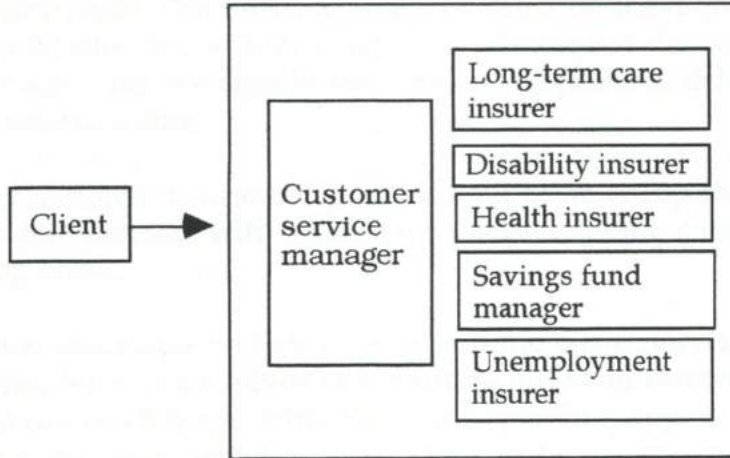 Client
Customer
service
manager
Long-term care
insurer
Disability insurer
Health insurer
Savings fund
manager
Unemployment
insurer